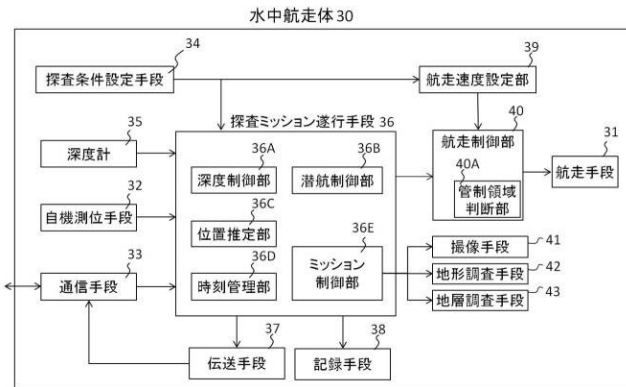 水中航走体30
34
探査条件設定手段
39
航走速度設定部
探査ミッション遂行手段 36
35
深度計
36A
深度制御部
36B
潜航制御部
40
航走制御部
40A
管制領域
判断部
31
航走手段
32
自機測位手段
36C
位置推定部
36D
時刻管理部
36E
ミッション
制御部
33
通信手段
撮像手段
41
地形調査手段
42
地層調査手段
43
37
伝送手段
38
記録手段